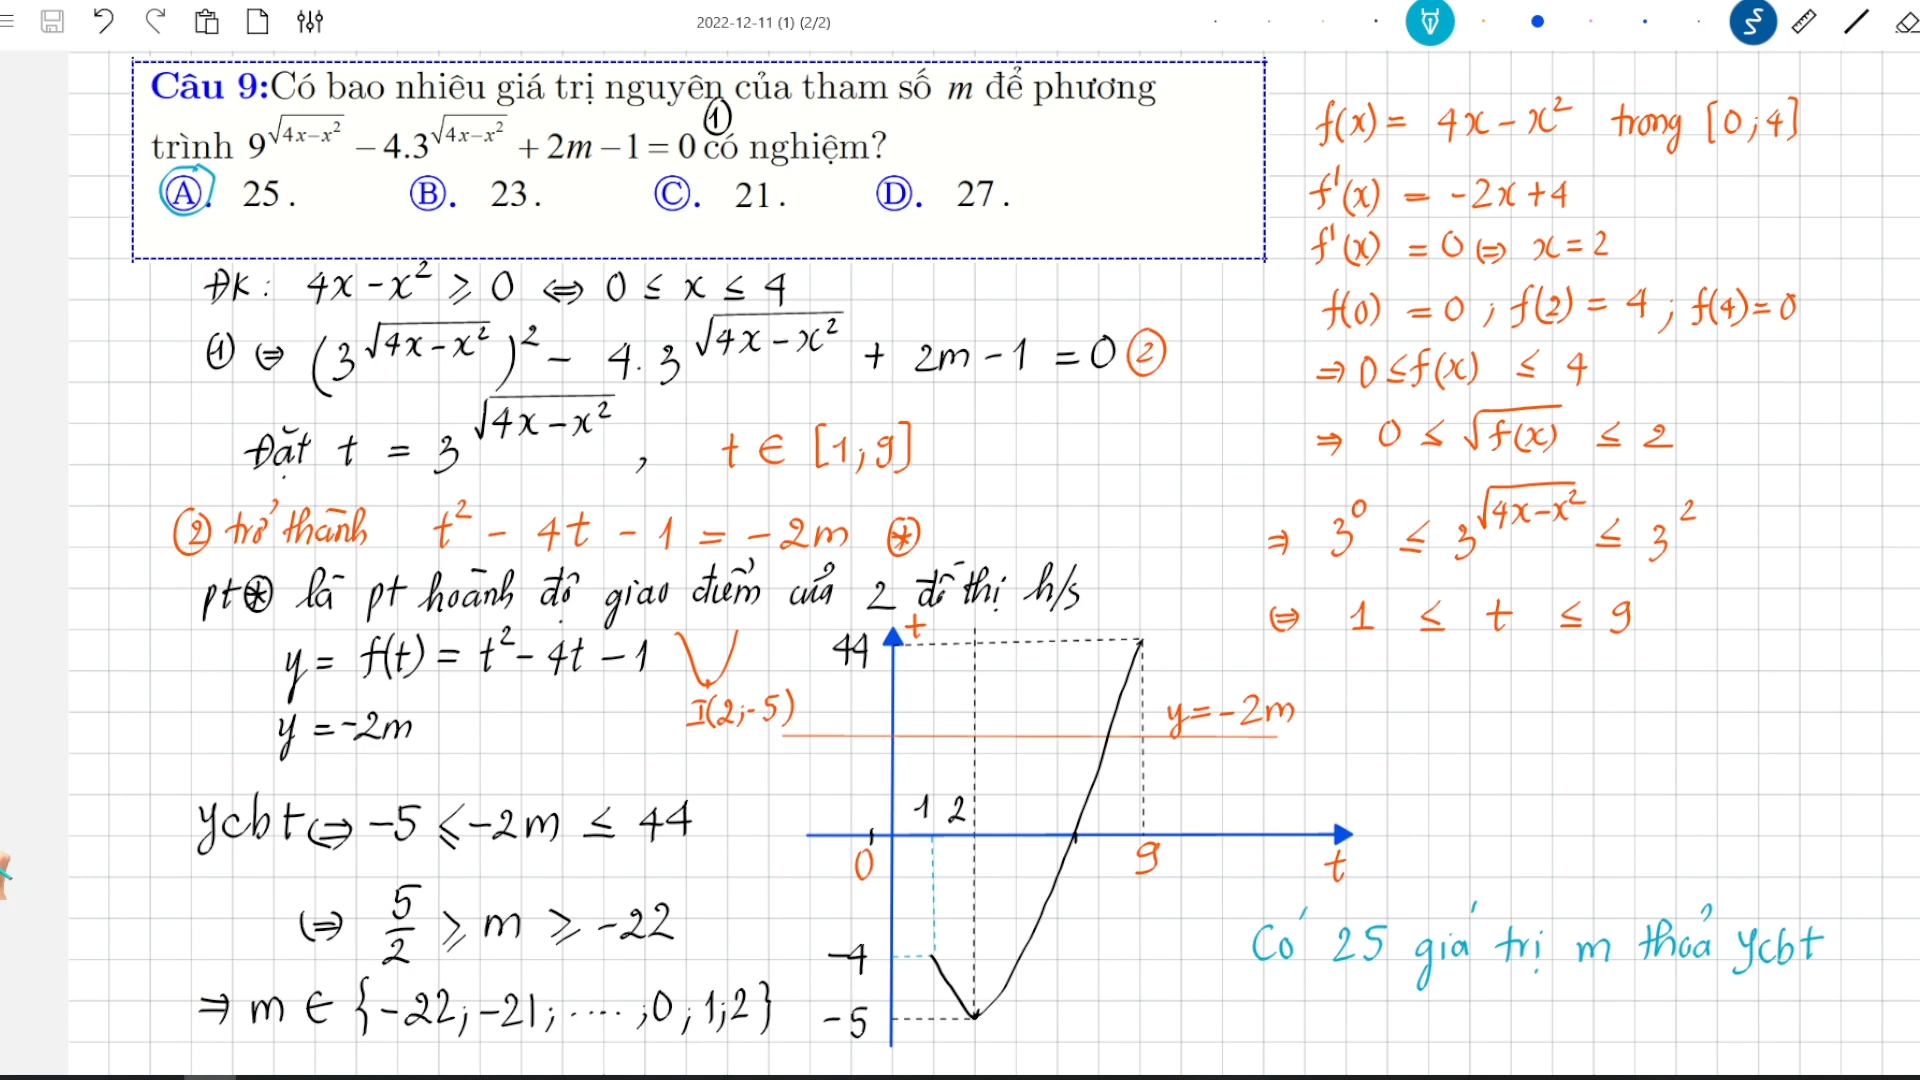 2022-12-11 (1) (2/2)
Câu 9:Có bao nhiêu giá trị nguyên của tham số m để phương
trình 9^{√(4x−x²)} − 4.3^{√(4x−x²)} + 2m − 1 = 0 ① có nghiệm?
Ⓐ. 25 . Ⓑ. 23 . Ⓒ. 21 . Ⓓ. 27 .
ĐK: 4x − x² ≥ 0 ⇔ 0 ≤ x ≤ 4
① ⇔ (3^{√(4x−x²)})² − 4.3^{√(4x−x²)} + 2m − 1 = 0 ②
Đặt t = 3^{√(4x−x²)} , t ∈ [1;9]
② trở thành t² − 4t − 1 = −2m ⊛
pt ⊛ là pt hoành độ giao điểm của 2 đồ thị h/s
y = f(t) = t² − 4t − 1
I(2;-5)
y = −2m
ycbt ⇔ −5 ≤ −2m ≤ 44
⇔ 5/2 ≥ m ≥ −22
⇒ m ∈ {−22; −21; .... ; 0; 1; 2}
t
44
y = −2m
1 2
0
9
t
−4
−5
f(x) = 4x − x² trong [0;4]
f'(x) = −2x + 4
f'(x) = 0 ⇔ x = 2
f(0) = 0 ; f(2) = 4 ; f(4) = 0
⇒ 0 ≤ f(x) ≤ 4
⇒ 0 ≤ √f(x) ≤ 2
⇒ 3⁰ ≤ 3^{√(4x−x²)} ≤ 3²
⇔ 1 ≤ t ≤ 9
Có 25 giá trị m thoả ycbt